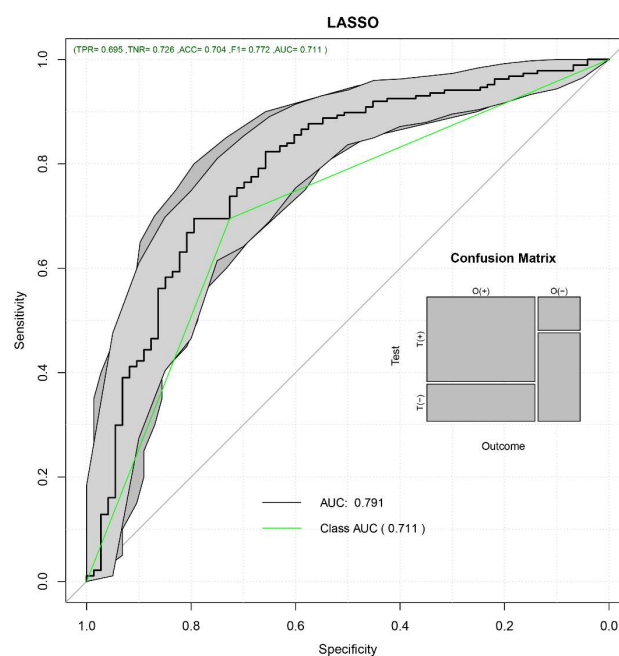 LASSO
(TPR= 0.695 ,TNR= 0.726 ,ACC= 0.704 ,F1= 0.772 ,AUC= 0.711 )
1.0
0.8
0.6
0.4
0.2
0.0
Sensitivity
Confusion Matrix
O(+) O(−)
T(+)
T(−)
Test
Outcome
AUC: 0.791
Class AUC ( 0.711 )
1.0 0.8 0.6 0.4 0.2 0.0
Specificity